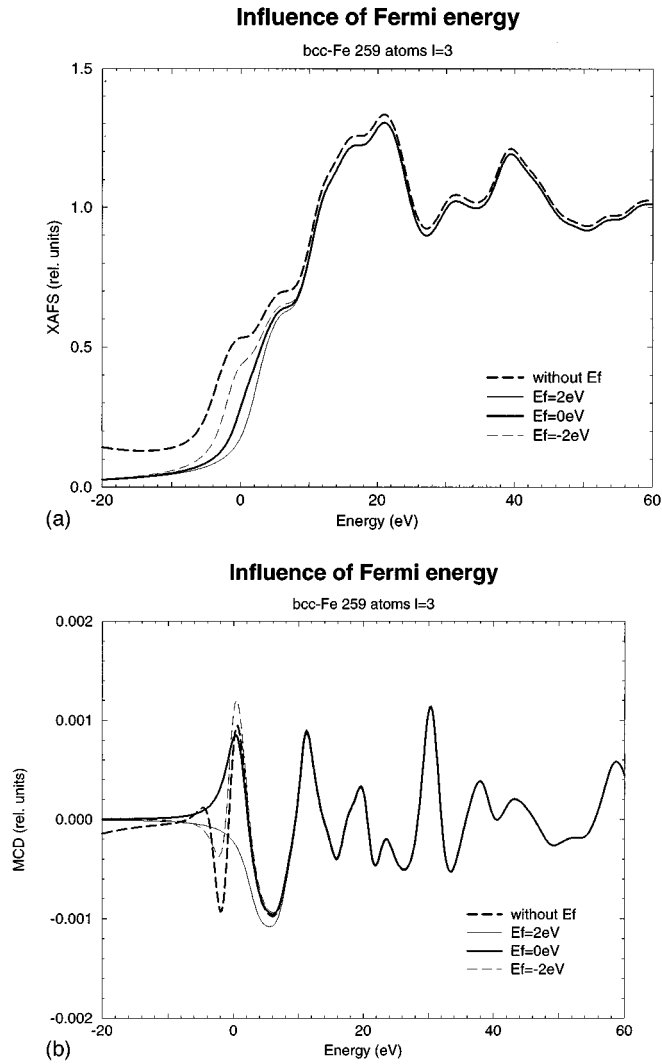 Influence of Fermi energy
bcc-Fe 259 atoms l=3
1.5
1.0
0.5
0.0
XAFS (rel. units)
without Ef
Ef=2eV
Ef=0eV
Ef=-2eV
-20
0
20
40
60
Energy (eV)
(a)
Influence of Fermi energy
bcc-Fe 259 atoms l=3
0.002
0.001
0.000
-0.001
-0.002
MCD (rel. units)
without Ef
Ef=2eV
Ef=0eV
Ef=-2eV
-20
0
20
40
60
Energy (eV)
(b)